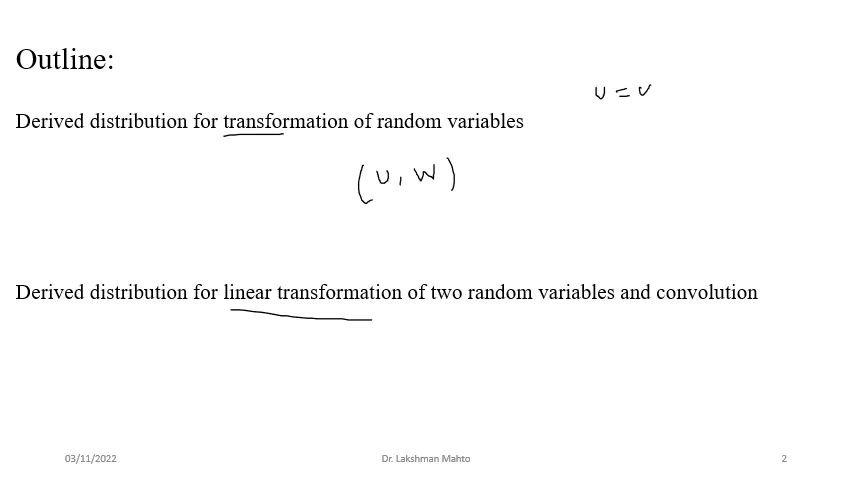 Outline:
U = U
Derived distribution for transformation of random variables
(U, W)
Derived distribution for linear transformation of two random variables and convolution
03/11/2022 Dr. Lakshman Mahto 2